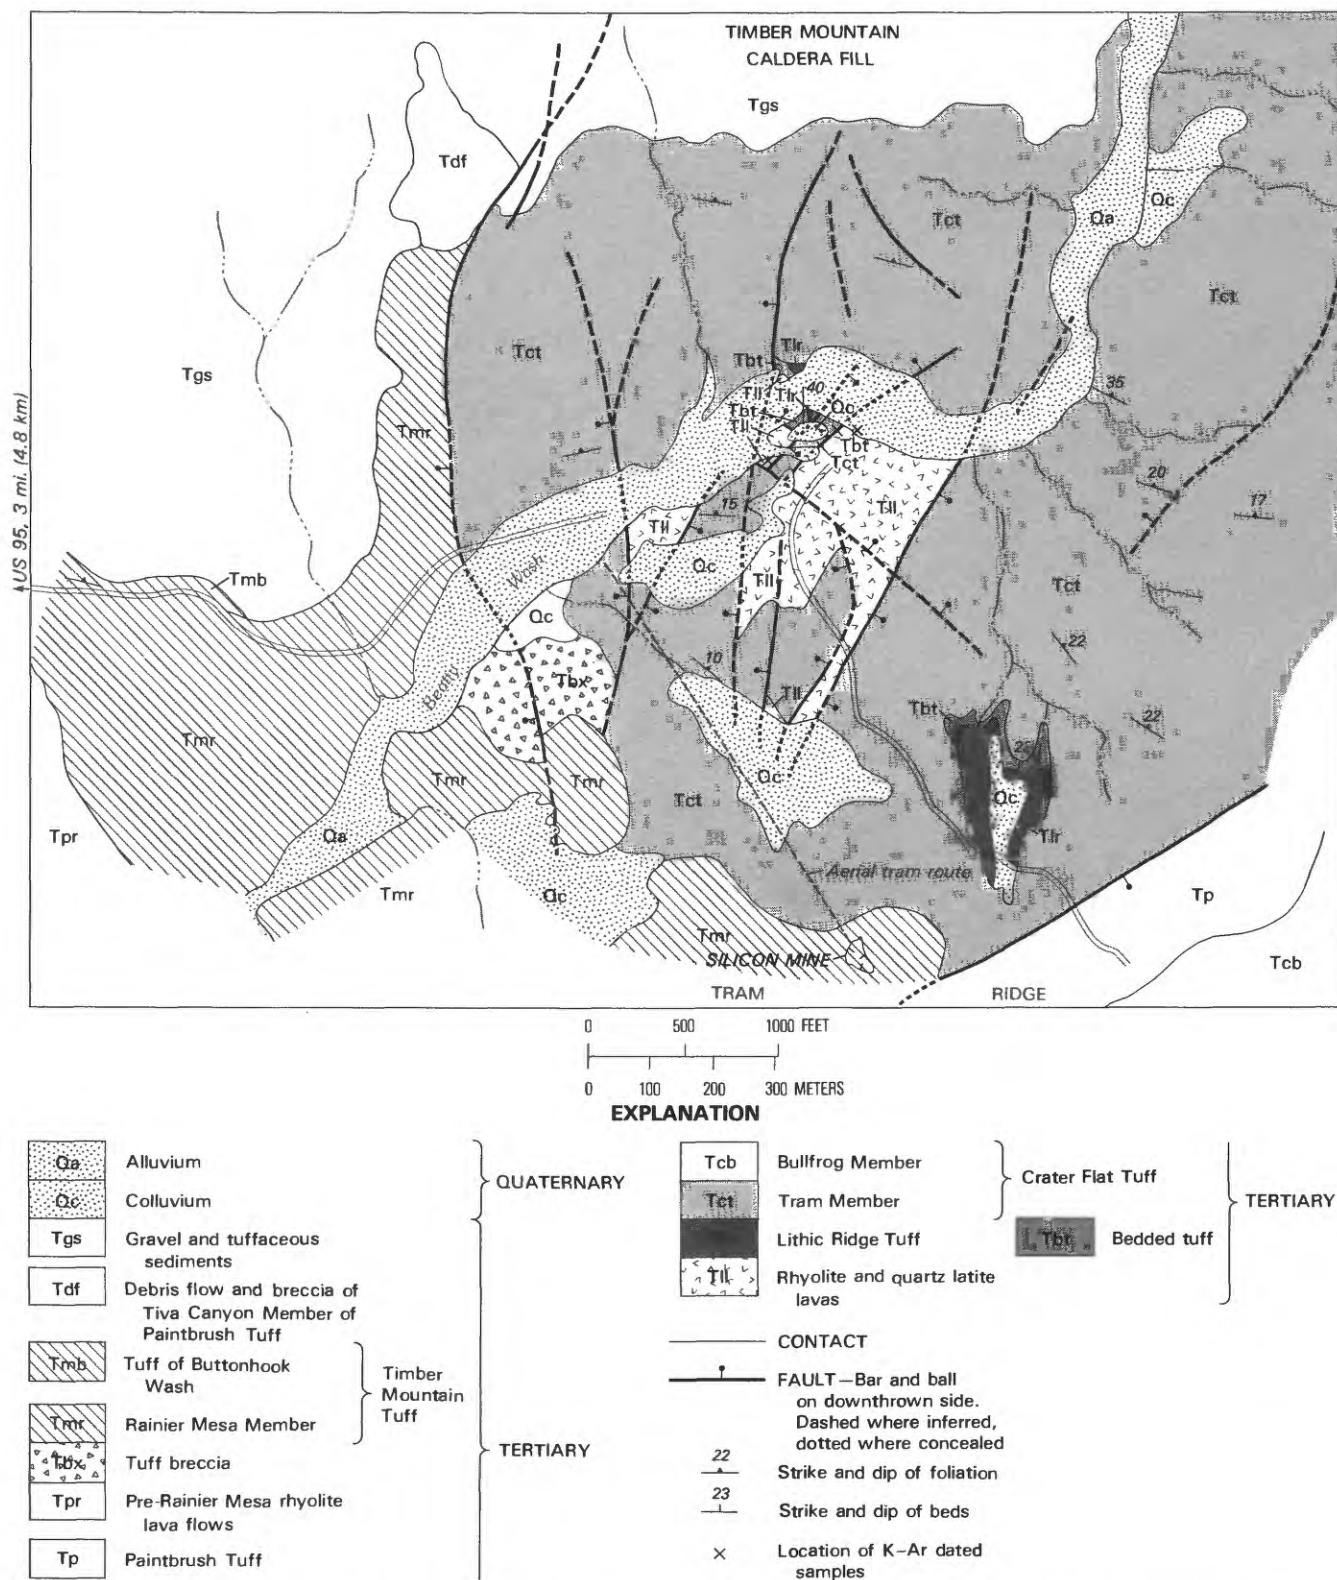 TIMBER MOUNTAIN
CALDERA FILL
Tgs
Tdf
Qc
Qa
Tct
Tct
Tct
Tgs
Tlr
Tbt
40
Tll
Tlr
Qc
Tbt
Tll
Tbt
Tct
35
20
17
Tmr
US 95, 3 mi. (4.8 km)
15
Tll
Tll
Wash
Qc
Tll
Tct
Tmb
Qc
22
10
Beatty
Tbx
Tll
Tbt
22
Tmr
Tmr
Tmr
Qc
Tct
Qc
Tlr
Tpr
Qa
Aerial tram route
Tmr
Qc
Tp
Tmr
SILICON MINE
Tcb
TRAM RIDGE
0 500 1000 FEET
0 100 200 300 METERS
EXPLANATION
Qa Alluvium
Qc Colluvium
QUATERNARY
Tgs Gravel and tuffaceous
sediments
Tdf Debris flow and breccia of
Tiva Canyon Member of
Paintbrush Tuff
Tmb Tuff of Buttonhook
Wash
Tmr Rainier Mesa Member
Timber
Mountain
Tuff
Tbx Tuff breccia
Tpr Pre-Rainier Mesa rhyolite
lava flows
Tp Paintbrush Tuff
TERTIARY
Tcb Bullfrog Member
Tct Tram Member
Crater Flat Tuff
Lithic Ridge Tuff
Tbt Bedded tuff
Tll Rhyolite and quartz latite
lavas
TERTIARY
CONTACT
FAULT—Bar and ball
on downthrown side.
Dashed where inferred,
dotted where concealed
22 Strike and dip of foliation
23 Strike and dip of beds
× Location of K-Ar dated
samples